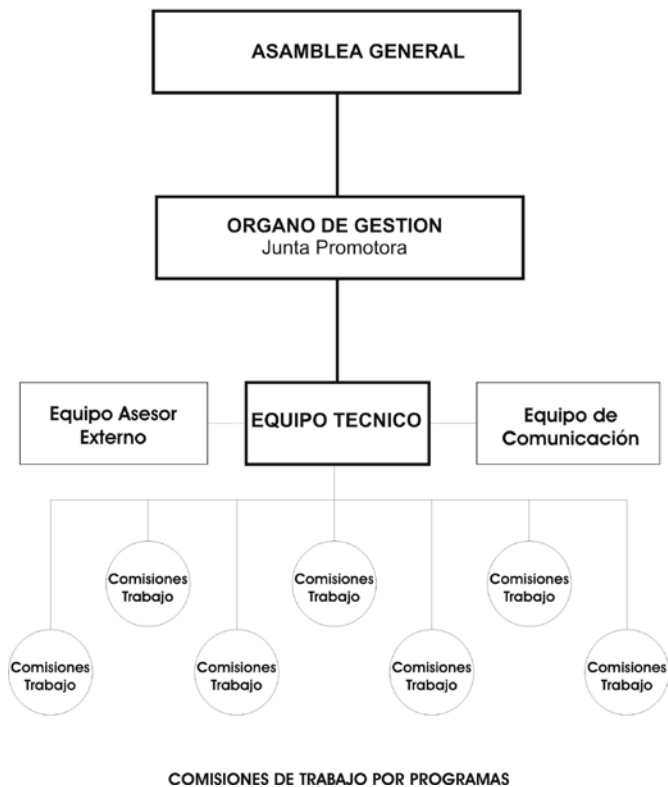 ASAMBLEA GENERAL
ORGANO DE GESTION
Junta Promotora
Equipo Asesor
Externo
EQUIPO TECNICO
Equipo de
Comunicación
Comisiones
Trabajo
Comisiones
Trabajo
Comisiones
Trabajo
Comisiones
Trabajo
Comisiones
Trabajo
Comisiones
Trabajo
Comisiones
Trabajo
COMISIONES DE TRABAJO POR PROGRAMAS